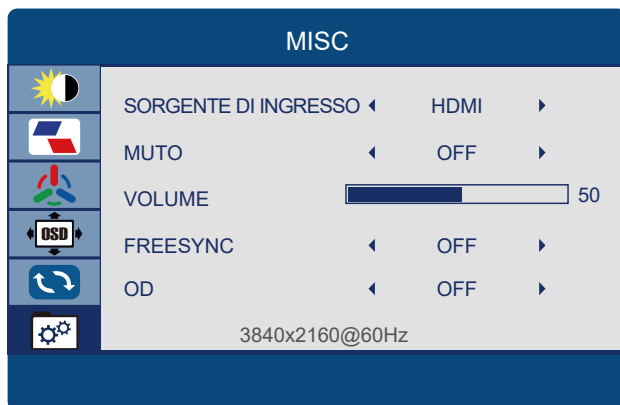 MISC
SORGENTE DI INGRESSO HDMI
MUTO OFF
VOLUME 50
OSD
FREESYNC OFF
OD OFF
3840x2160@60Hz